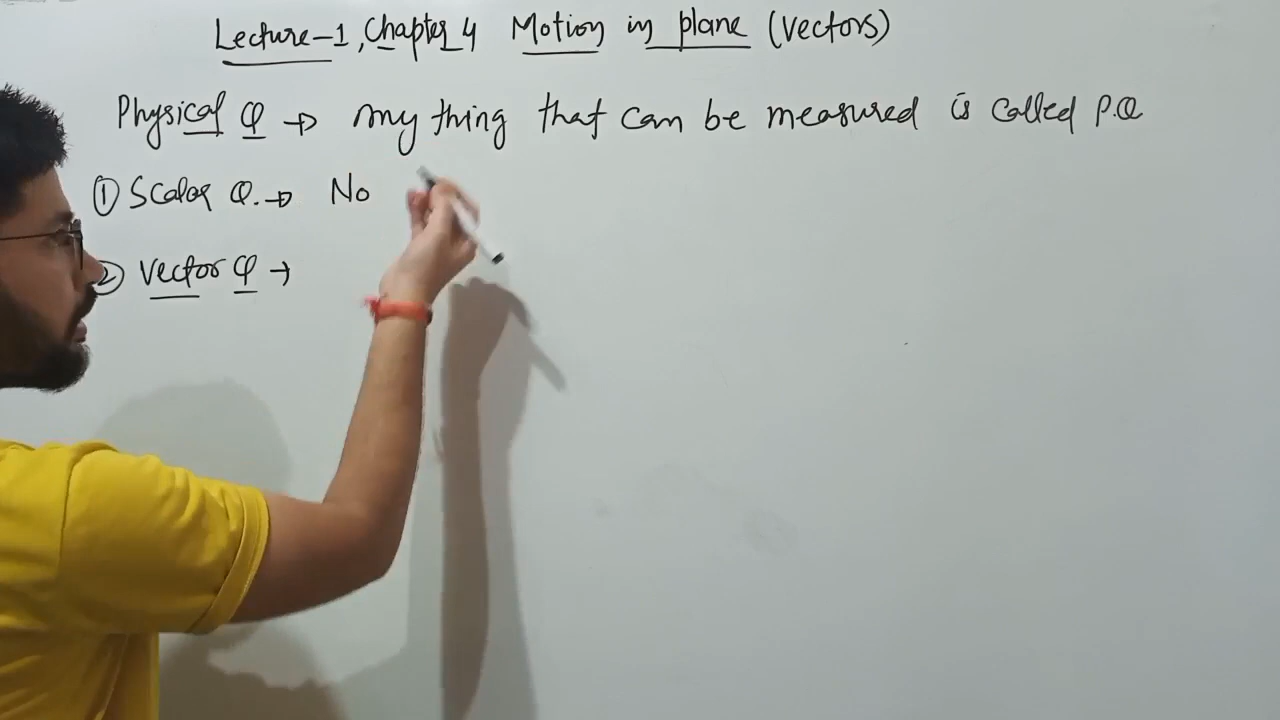 Lecture-1, Chapter 4 Motion in plane (vectors)
Physical Q → Any thing that can be measured is called P.Q
① Scalar Q. → No
② Vector Q →